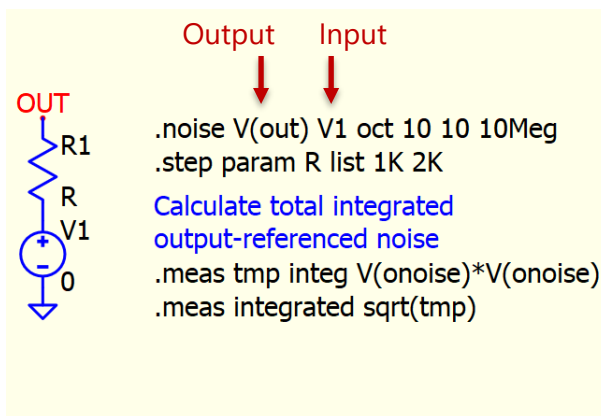 Output Input
OUT
R1
R
V1
0
.noise V(out) V1 oct 10 10 10Meg
.step param R list 1K 2K
Calculate total integrated
output-referenced noise
.meas tmp integ V(onoise)*V(onoise)
.meas integrated sqrt(tmp)